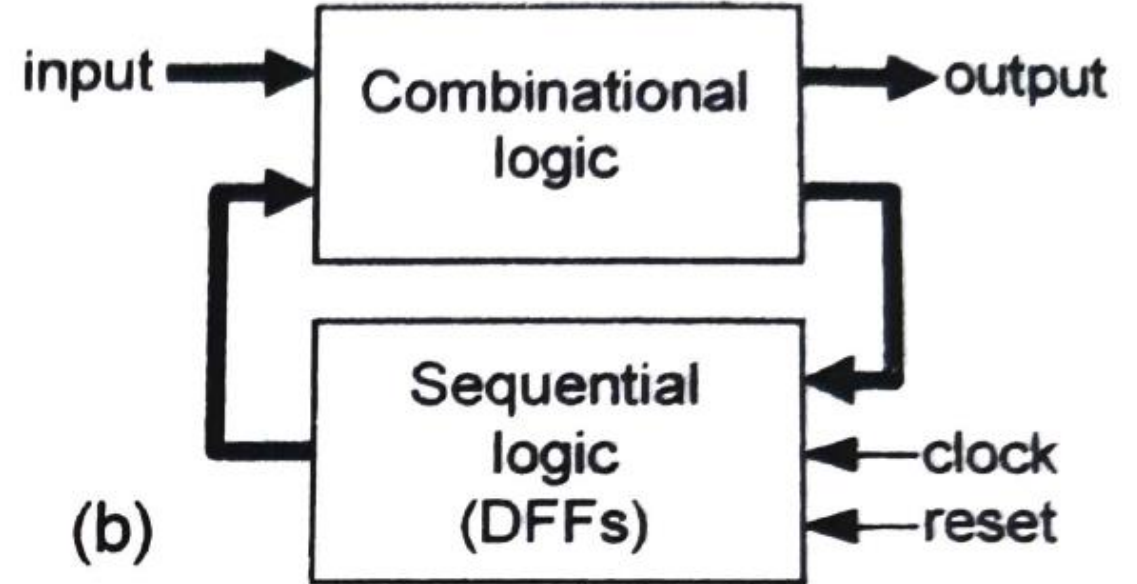 input
Combinational
logic
output
Sequential
logic
(DFFs)
clock
reset
(b)